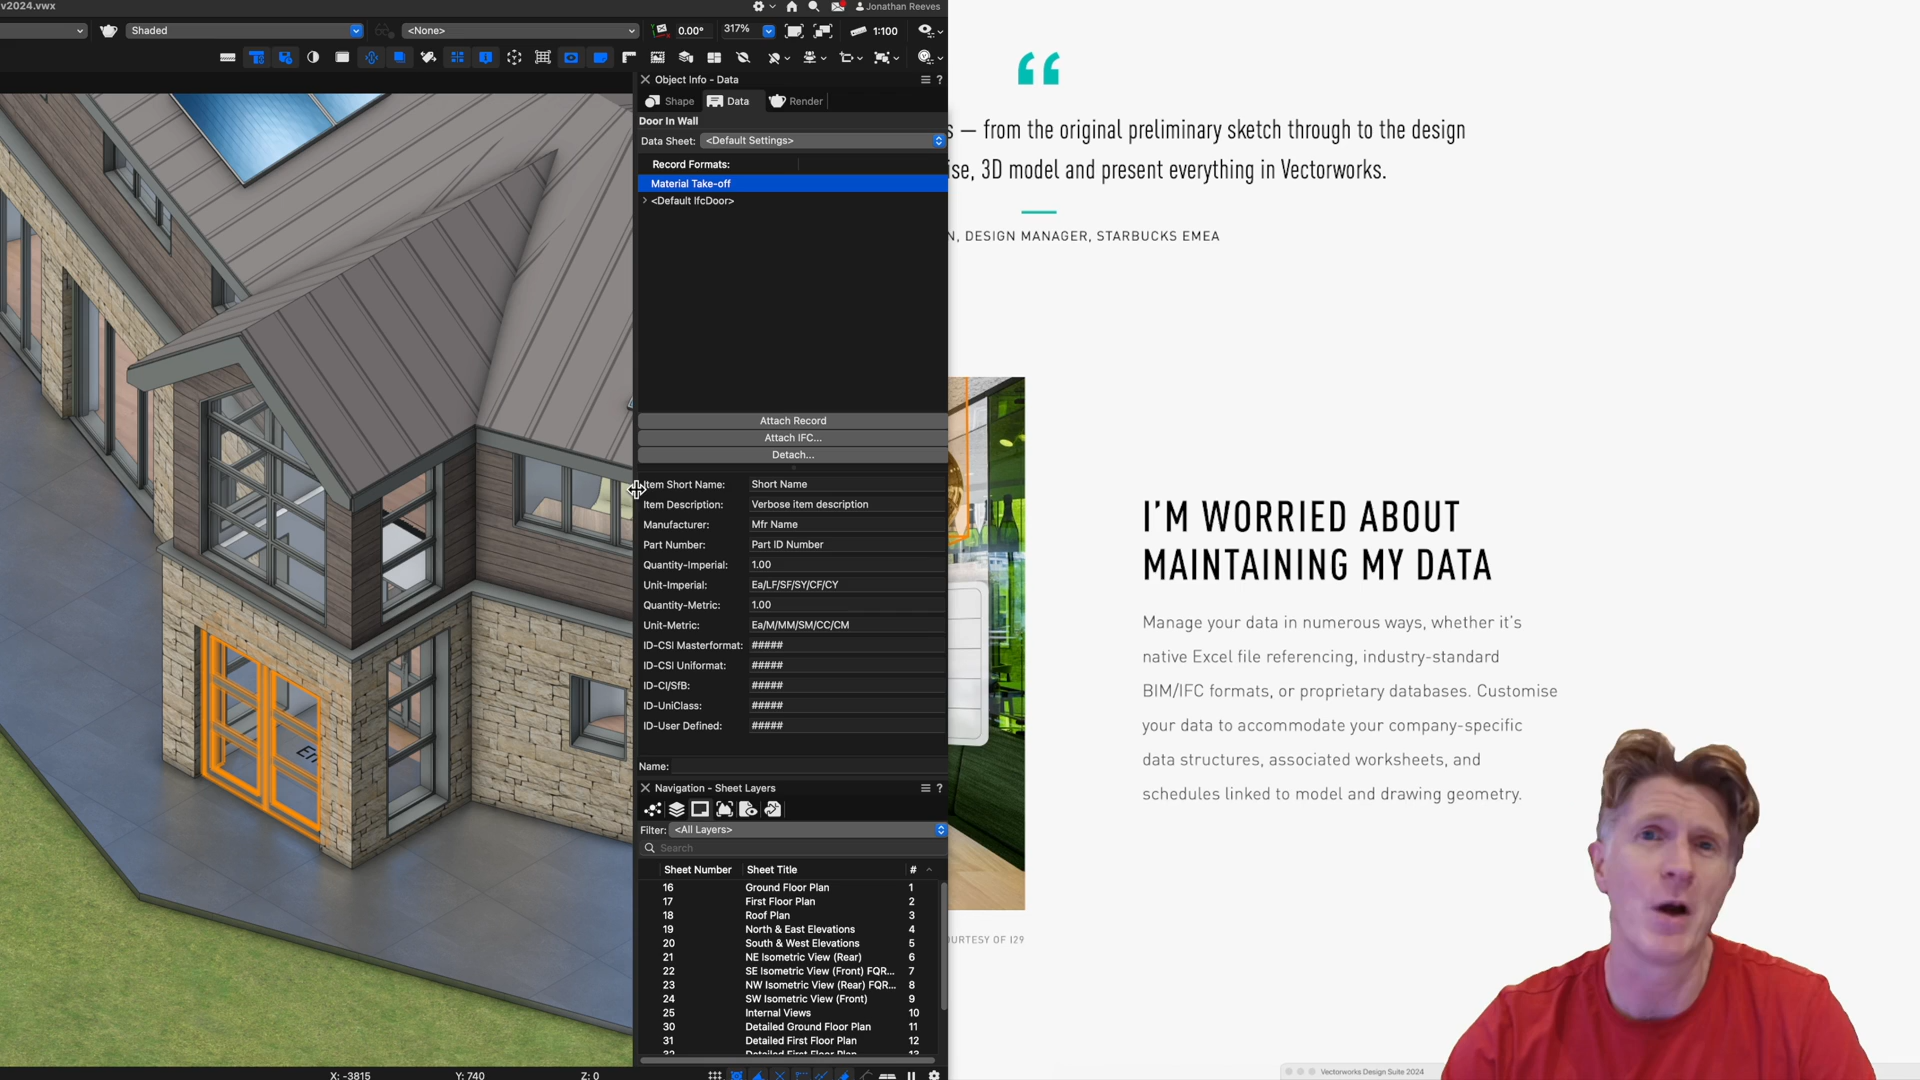 v2024.vwx
Jonathan Reeves
Shaded
<None>
0.00°
317%
1:100
Object Info - Data
?
Shape
Data
Render
Door In Wall
Data Sheet:
<Default Settings>
Record Formats:
Material Take-off
<Default IfcDoor>
Attach Record
Attach IFC...
Detach...
Item Short Name: Short Name
Item Description: Verbose item description
Manufacturer: Mfr Name
Part Number: Part ID Number
Quantity-Imperial: 1.00
Unit-Imperial: Ea/LF/SF/SY/CF/CY
Quantity-Metric: 1.00
Unit-Metric: Ea/M/MM/SM/CC/CM
ID-CSI Masterformat: #####
ID-CSI Uniformat: #####
ID-CI/SfB: #####
ID-UniClass: #####
ID-User Defined: #####
Name:
Navigation - Sheet Layers
?
Filter: <All Layers>
Search
Sheet Number Sheet Title #
16 Ground Floor Plan 1
17 First Floor Plan 2
18 Roof Plan 3
19 North & East Elevations 4
20 South & West Elevations 5
21 NE Isometric View (Rear) 6
22 SE Isometric View (Front) FQR... 7
23 NW Isometric View (Rear) FQR... 8
24 SW Isometric View (Front) 9
25 Internal Views 10
30 Detailed Ground Floor Plan 11
31 Detailed First Floor Plan 12
X: -3815
Y: 740
Z: 0
“
s — from the original preliminary sketch through to the design
ise, 3D model and present everything in Vectorworks.
N, DESIGN MANAGER, STARBUCKS EMEA
I'M WORRIED ABOUT
MAINTAINING MY DATA
Manage your data in numerous ways, whether it's
native Excel file referencing, industry-standard
BIM/IFC formats, or proprietary databases. Customise
your data to accommodate your company-specific
data structures, associated worksheets, and
schedules linked to model and drawing geometry.
OURTESY OF I29
Vectorworks Design Suite 2024